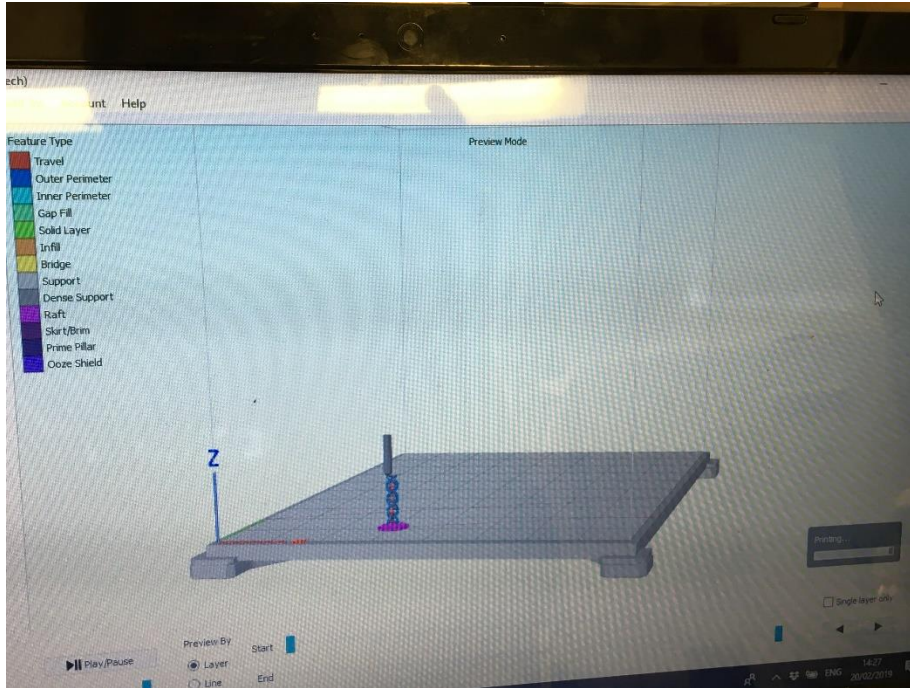 ech)
unt Help
Feature Type
Preview Mode
Travel
Outer Perimeter
Inner Perimeter
Gap Fill
Solid Layer
Infill
Bridge
Support
Dense Support
Raft
Skirt/Brim
Prime Pillar
Ooze Shield
Z
Printing...
Single layer only
Preview By
Start
Play/Pause
Layer
Line
End
ENG
14:27
20/02/2019